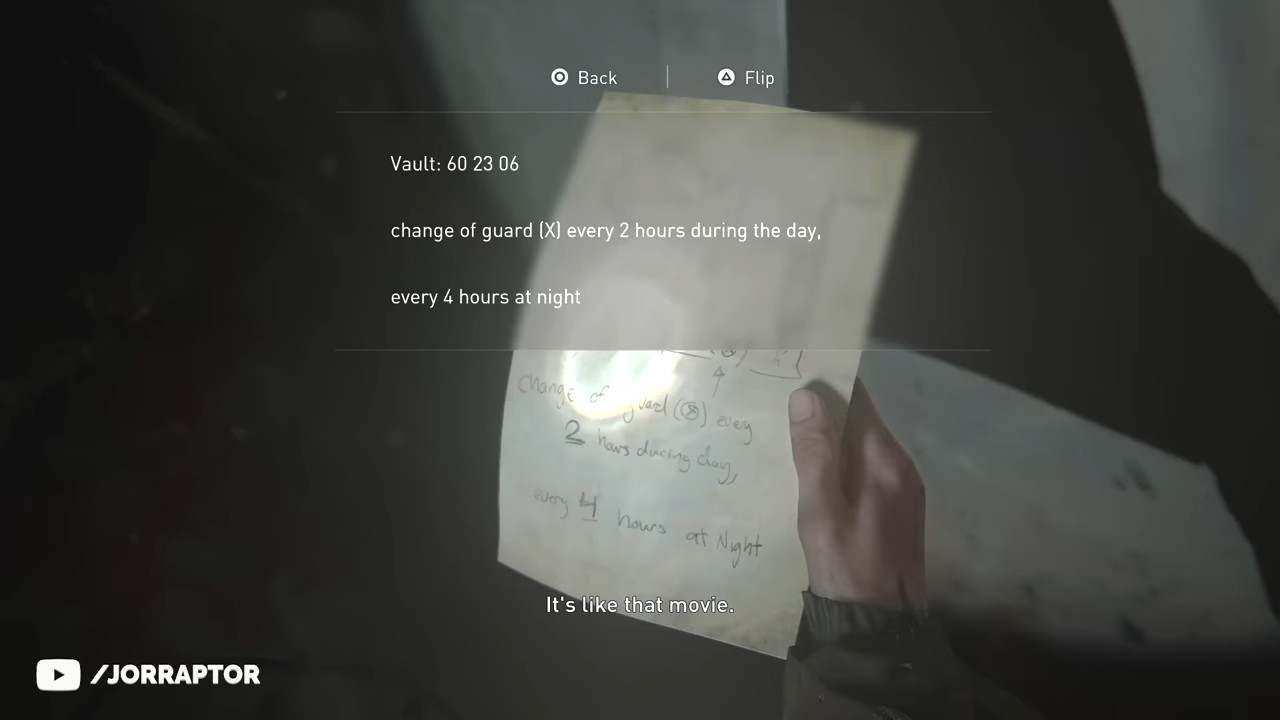 Back
Flip
Vault: 60 23 06
change of guard (X) every 2 hours during the day,
every 4 hours at night
change of guard (X) every
2 hours during day,
every 4 hours at Night
It's like that movie.
/JORRAPTOR